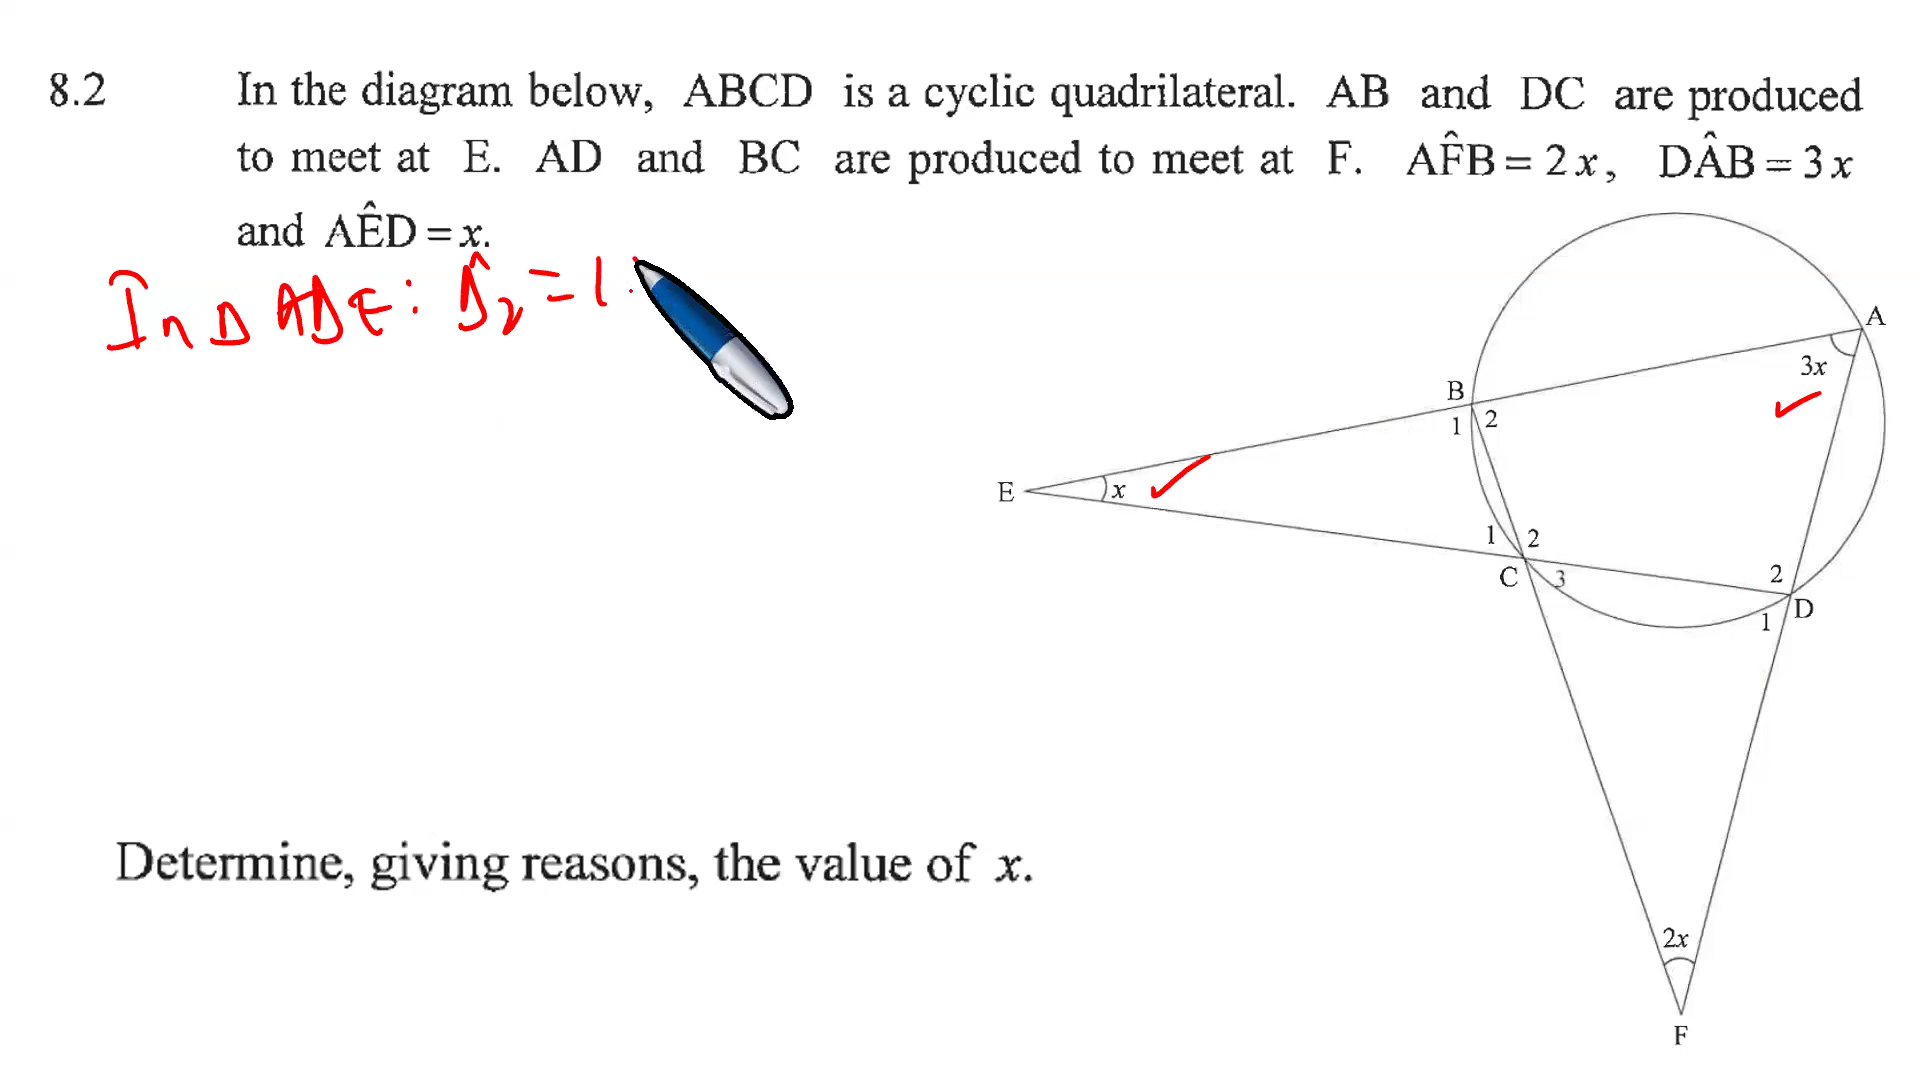 8.2 In the diagram below, ABCD is a cyclic quadrilateral. AB and DC are produced
to meet at E. AD and BC are produced to meet at F. AF̂B = 2x, DÂB = 3x
and AÊD = x.
In Δ ADE: D̂₂ = 1
A
3x
B
1 2
E
x
1 2
C 3
2
D
1
Determine, giving reasons, the value of x.
2x
F